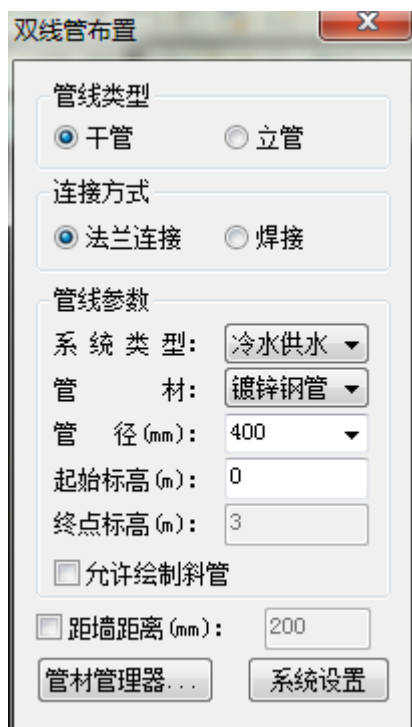 双线管布置
管线类型
干管 立管
连接方式
法兰连接 焊接
管线参数
系统类型: 冷水供水
管材: 镀锌钢管
管径(mm): 400
起始标高(m): 0
终点标高(m): 3
允许绘制斜管
距墙距离(mm): 200
管材管理器... 系统设置